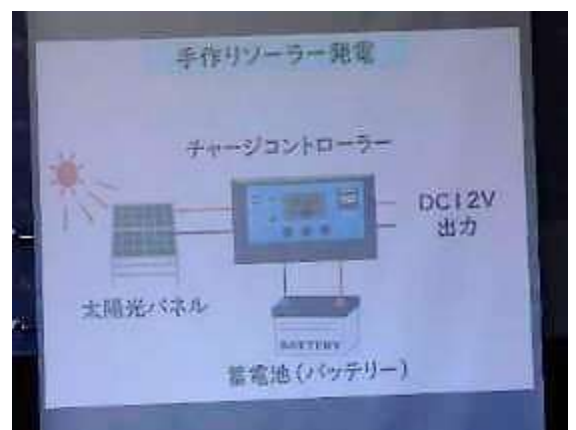 手作りソーラー発電
チャージコントローラー
DC12V
出力
太陽光パネル
BATTERY
蓄電池(バッテリー)